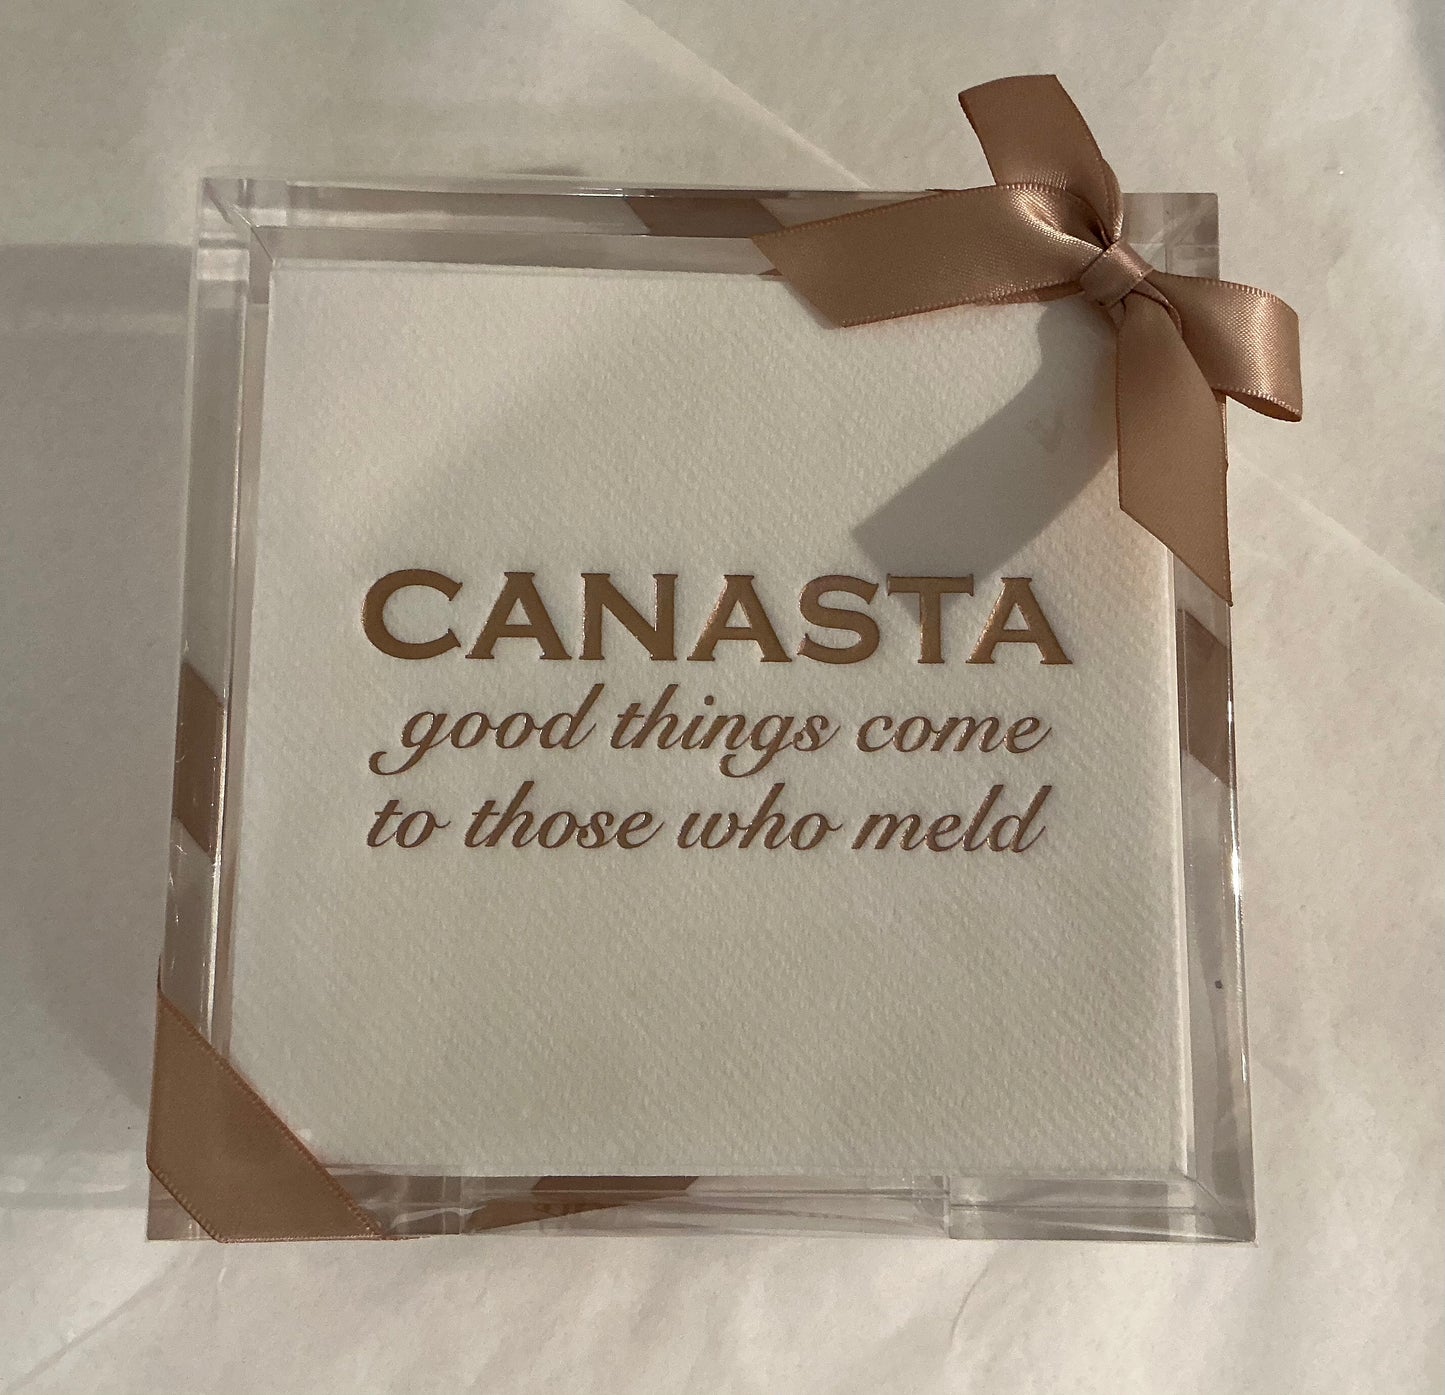 CANASTA
good things come
to those who meld